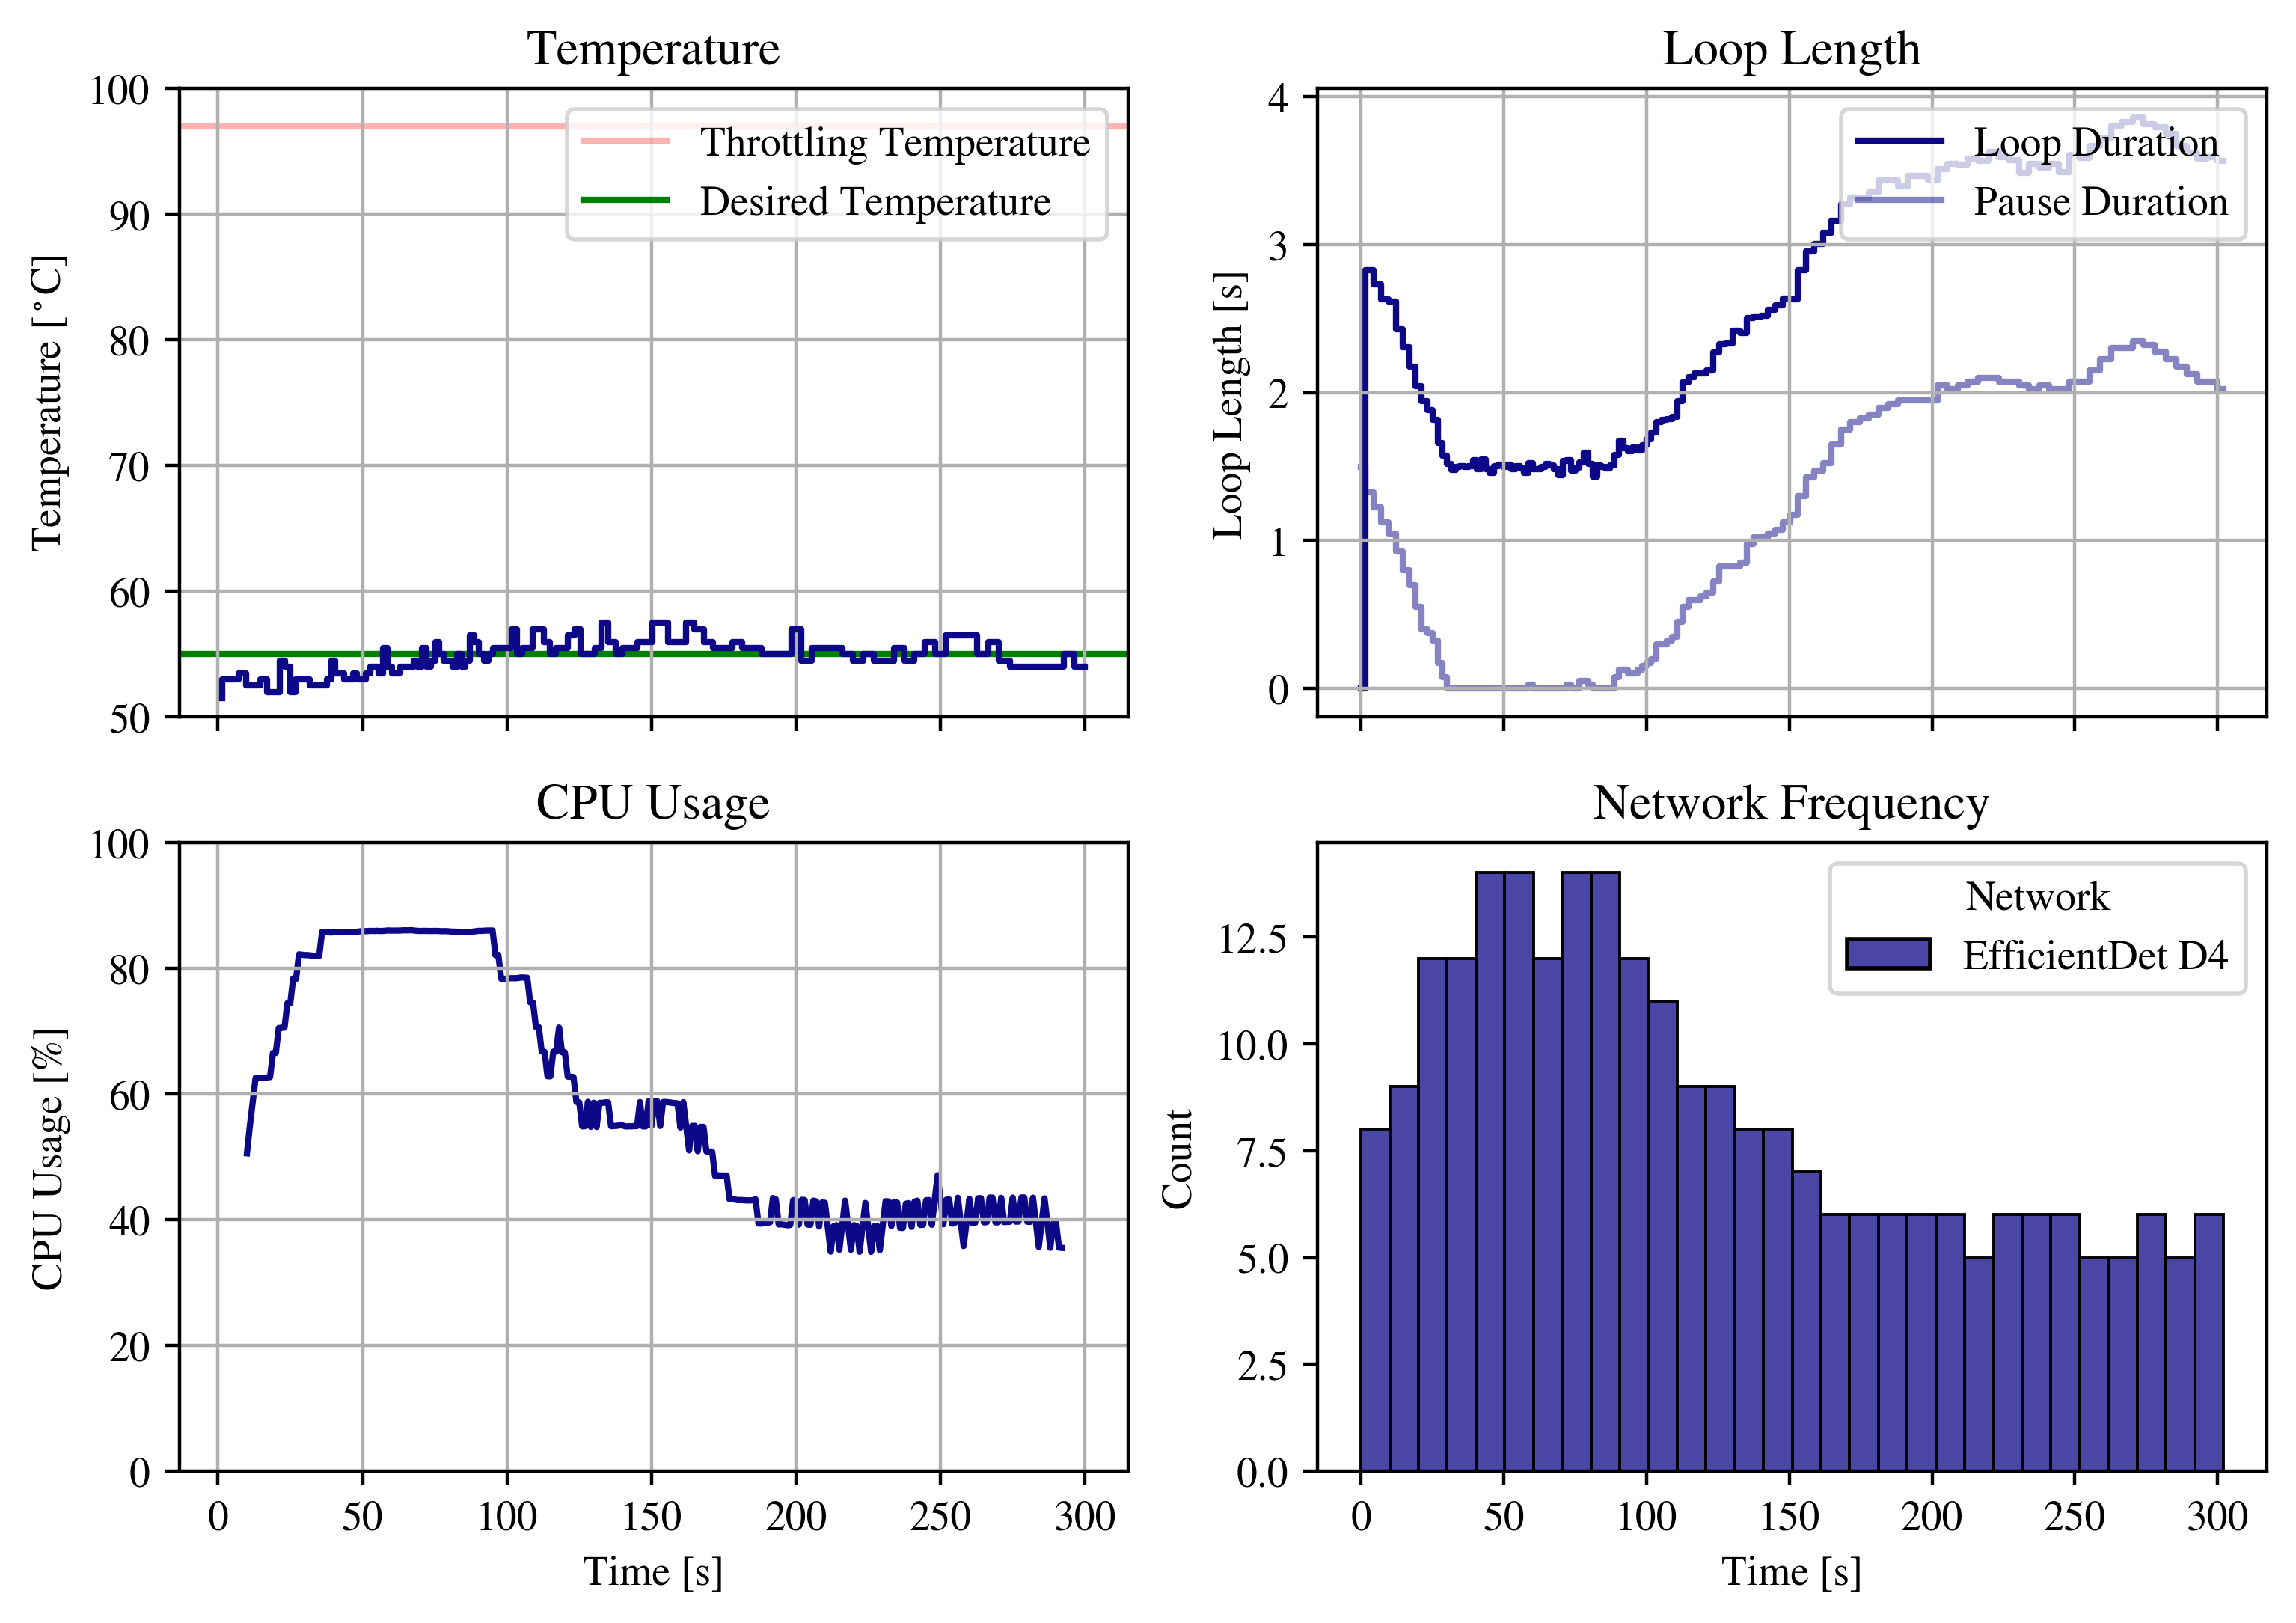 Temperature
100
90
80
70
60
50
Temperature [°C]
Throttling Temperature
Desired Temperature
Loop Length
4
3
2
1
0
Loop Length [s]
Loop Duration
Pause Duration
CPU Usage
100
80
60
40
20
0
CPU Usage [%]
0 50 100 150 200 250 300
Time [s]
Network Frequency
12.5
10.0
7.5
5.0
2.5
0.0
Count
Network
EfficientDet D4
0 50 100 150 200 250 300
Time [s]